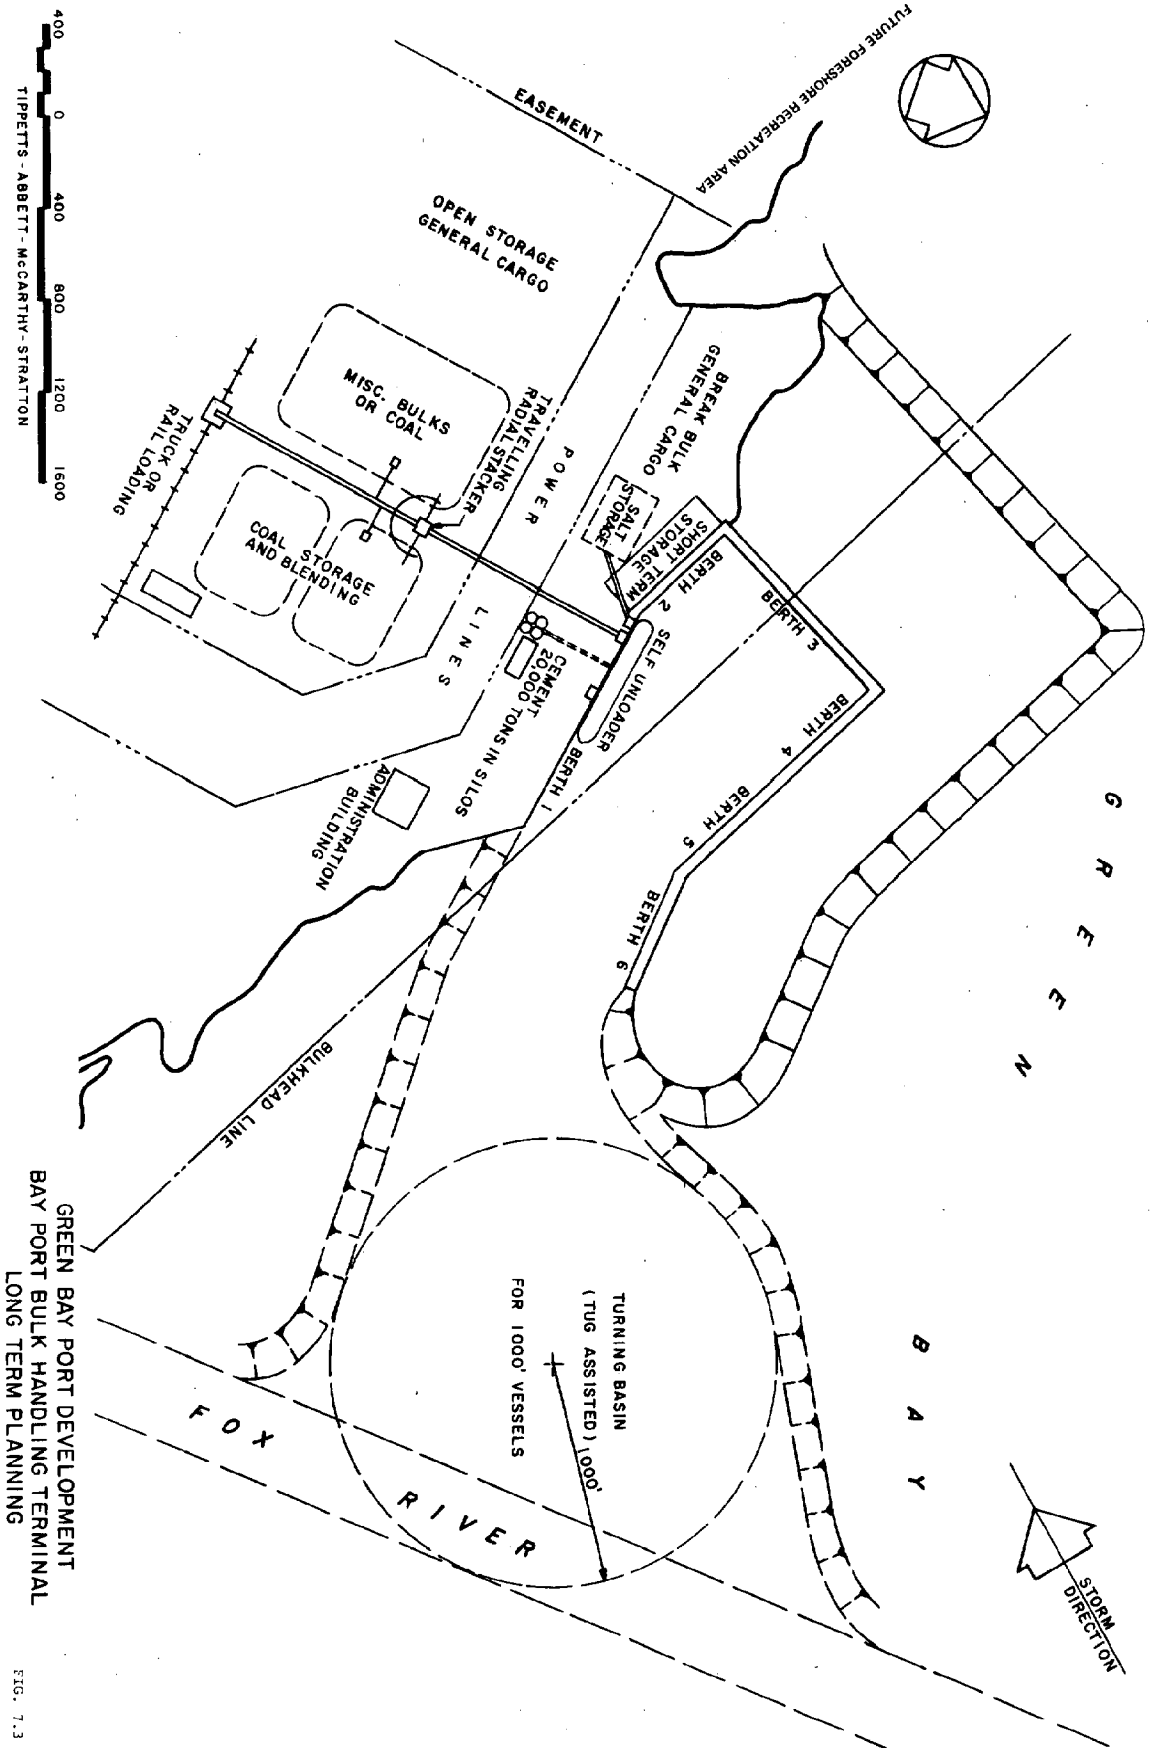 FUTURE FORESHORE RECREATION AREA
EASEMENT
OPEN STORAGE
GENERAL CARGO
BREAK BULK
GENERAL CARGO
MISC. BULKS
OR COAL
TRAVELLING
RADIAL STACKER
POWER
LINES
TRUCK OR
RAIL LOADING
COAL STORAGE
AND BLENDING
SALT
STORAGE
SHORT TERM
STORAGE
BERTH 2
BERTH 3
BERTH 4
BERTH 5
BERTH 6
SELF UNLOADER
BERTH 1
CEMENT
20,000 TONS IN SILOS
ADMINISTRATION
BUILDING
BULKHEAD LINE
GREEN
BAY
TURNING BASIN
(TUG ASSISTED)
1000'
FOR 1000' VESSELS
FOX
RIVER
STORM
DIRECTION
400 0 400 800 1200 1600
TIPPETTS-ABBETT-McCARTHY-STRATTON
GREEN BAY PORT DEVELOPMENT
BAY PORT BULK HANDLING TERMINAL
LONG TERM PLANNING
FIG. 7.3